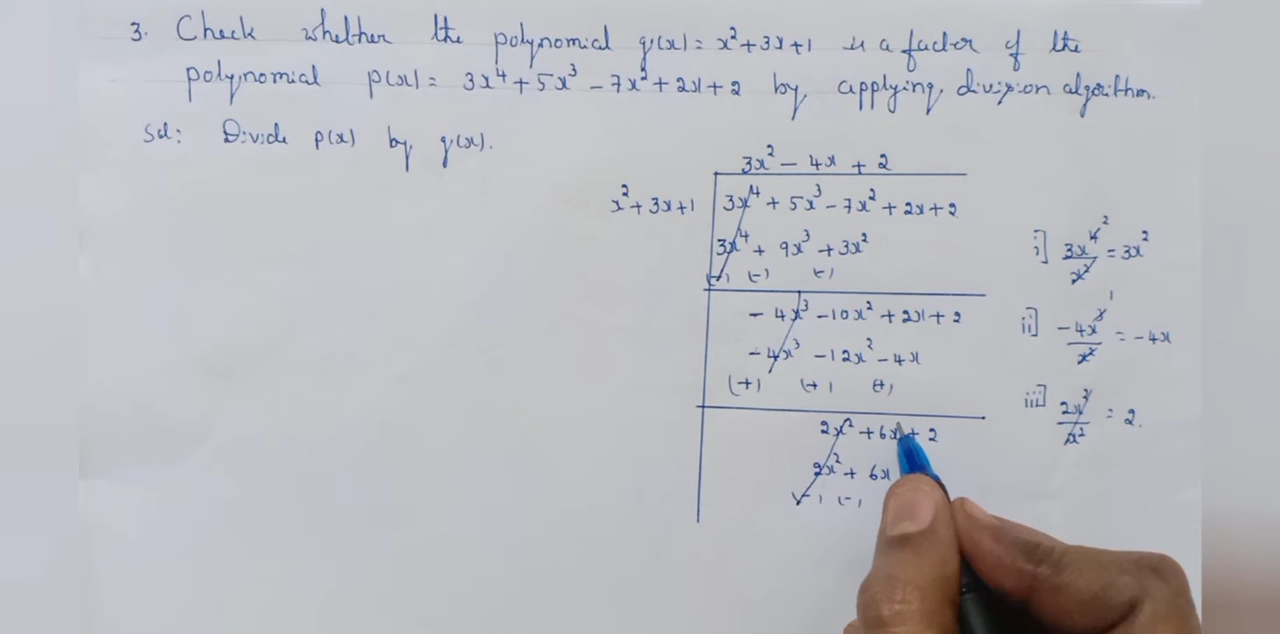 3. Check whether the polynomial g(x) = x² + 3x + 1 is a factor of the
polynomial p(x) = 3x⁴ + 5x³ - 7x² + 2x + 2 by applying division algorithm.
Sol: Divide p(x) by g(x).
3x² - 4x + 2
x² + 3x + 1 3x⁴ + 5x³ - 7x² + 2x + 2
3x⁴ + 9x³ + 3x²
(-) (-) (-)
- 4x³ - 10x² + 2x + 2
- 4x³ - 12x² - 4x
(+) (+) (+)
2x² + 6x + 2
2x² + 6x
(-) (-)
i] 3x⁴/x² = 3x²
ii] -4x³/x² = -4x
iii] 2x²/x² = 2.